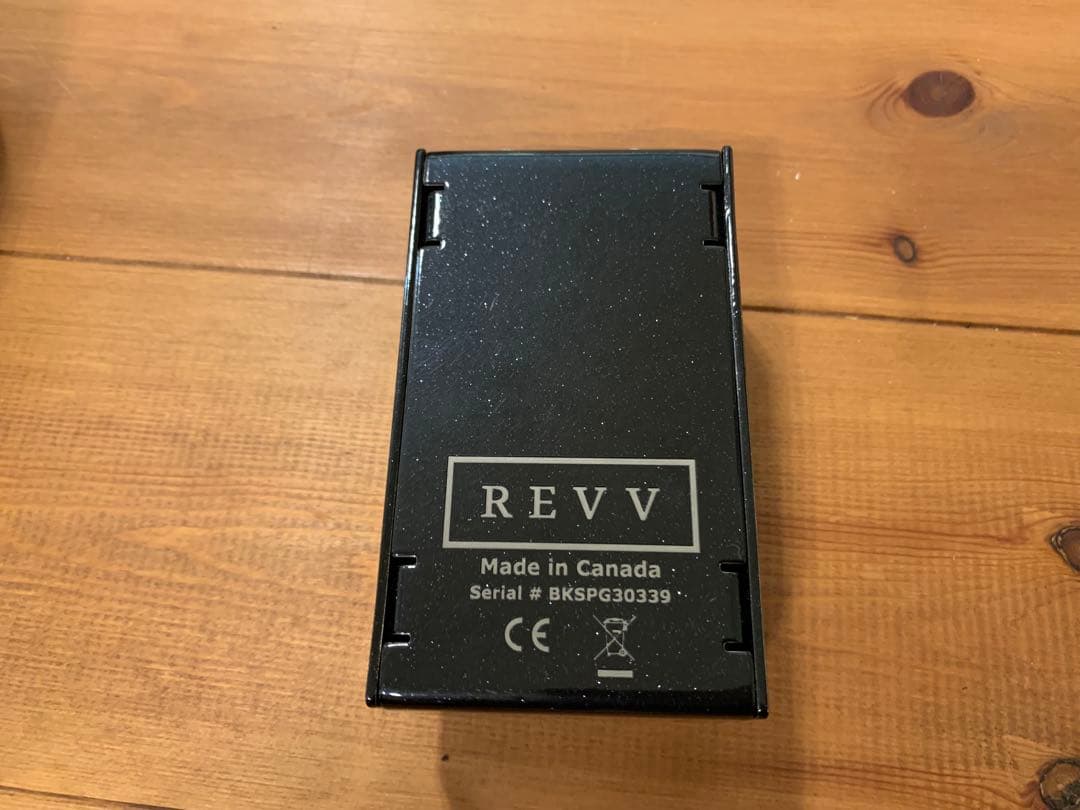 REVV
Made in Canada
Serial # BKSPG30339
CE